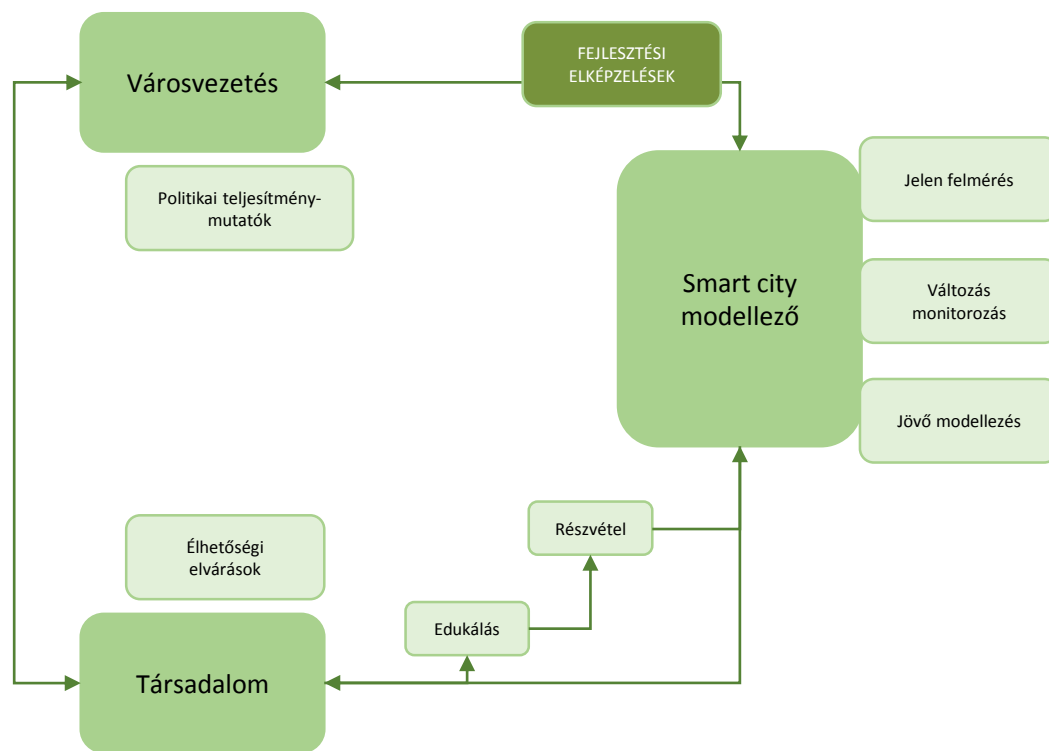 Városvezetés
FEJLESZTÉSI
ELKÉPZELÉSEK
Politikai teljesítmény-
mutatók
Jelen felmérés
Smart city
modellező
Változás
monitorozás
Jövő modellezés
Részvétel
Élhetőségi
elvárások
Edukálás
Társadalom